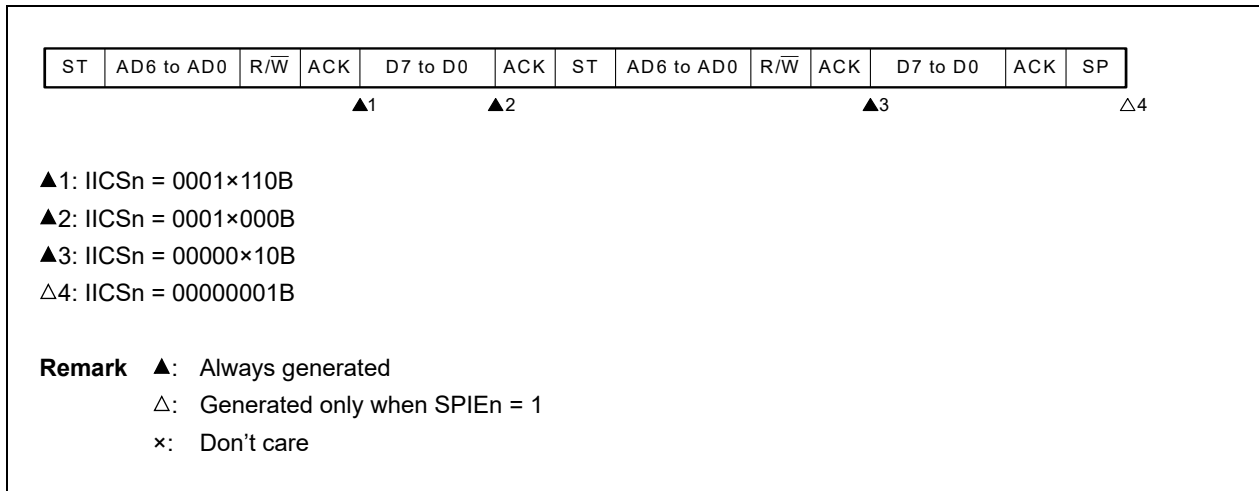 ST AD6 to AD0 R/W̅ ACK D7 to D0 ACK ST AD6 to AD0 R/W̅ ACK D7 to D0 ACK SP
▲1 ▲2 ▲3 △4
▲1: IICSn = 0001×110B
▲2: IICSn = 0001×000B
▲3: IICSn = 00000×10B
△4: IICSn = 00000001B
Remark ▲: Always generated
△: Generated only when SPIEn = 1
×: Don't care